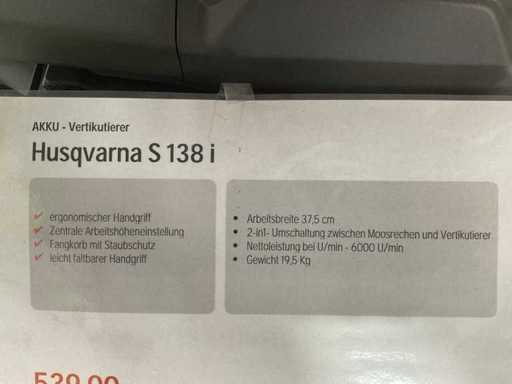 AKKU - Vertikutierer
Husqvarna S 138 i
✓ ergonomischer Handgriff
✓ Zentrale Arbeitshöheneinstellung
✓ Fangkorb mit Staubschutz
✓ leicht faltbarer Handgriff
• Arbeitsbreite 37,5 cm
• 2-in1- Umschaltung zwischen Moosrechen und Vertikutierer
• Nettoleistung bei U/min - 6000 U/min
• Gewicht 19,5 Kg